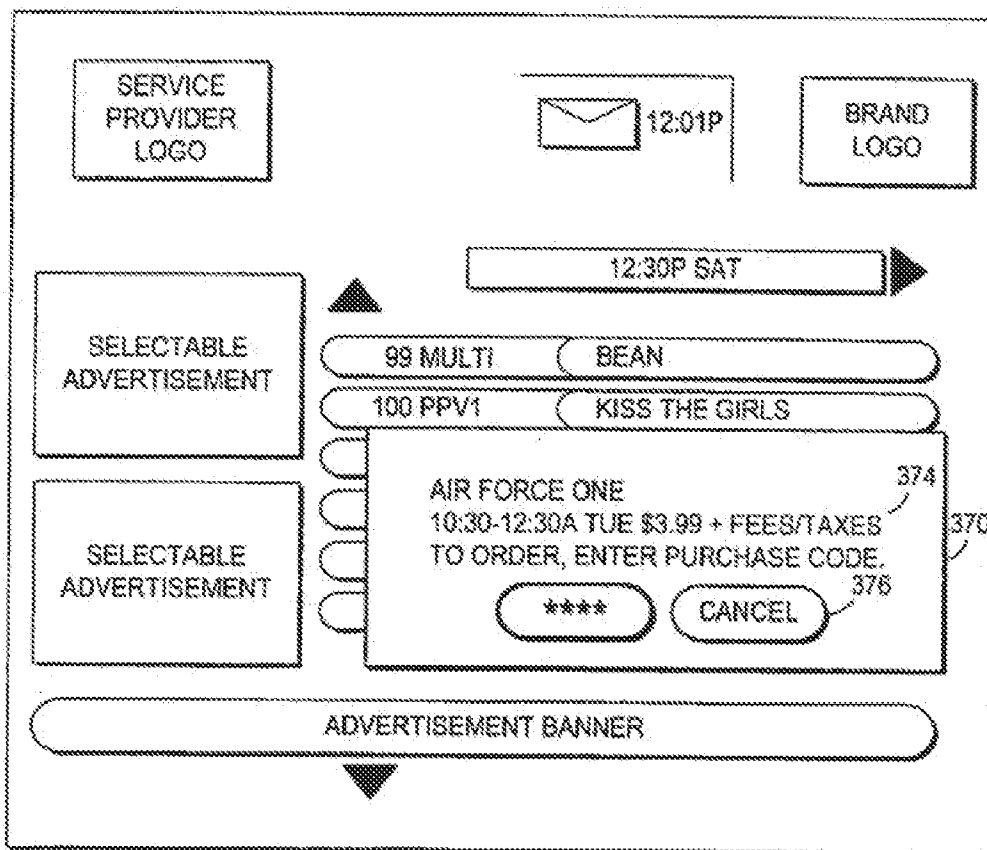 SERVICE
PROVIDER
LOGO
12:01P
BRAND
LOGO
12:30P SAT
SELECTABLE
ADVERTISEMENT
99 MULTI BEAN
100 PPV1 KISS THE GIRLS
AIR FORCE ONE
374
10:30-12:30A TUE $3.99 + FEES/TAXES
370
TO ORDER, ENTER PURCHASE CODE.
376
**** CANCEL
SELECTABLE
ADVERTISEMENT
ADVERTISEMENT BANNER